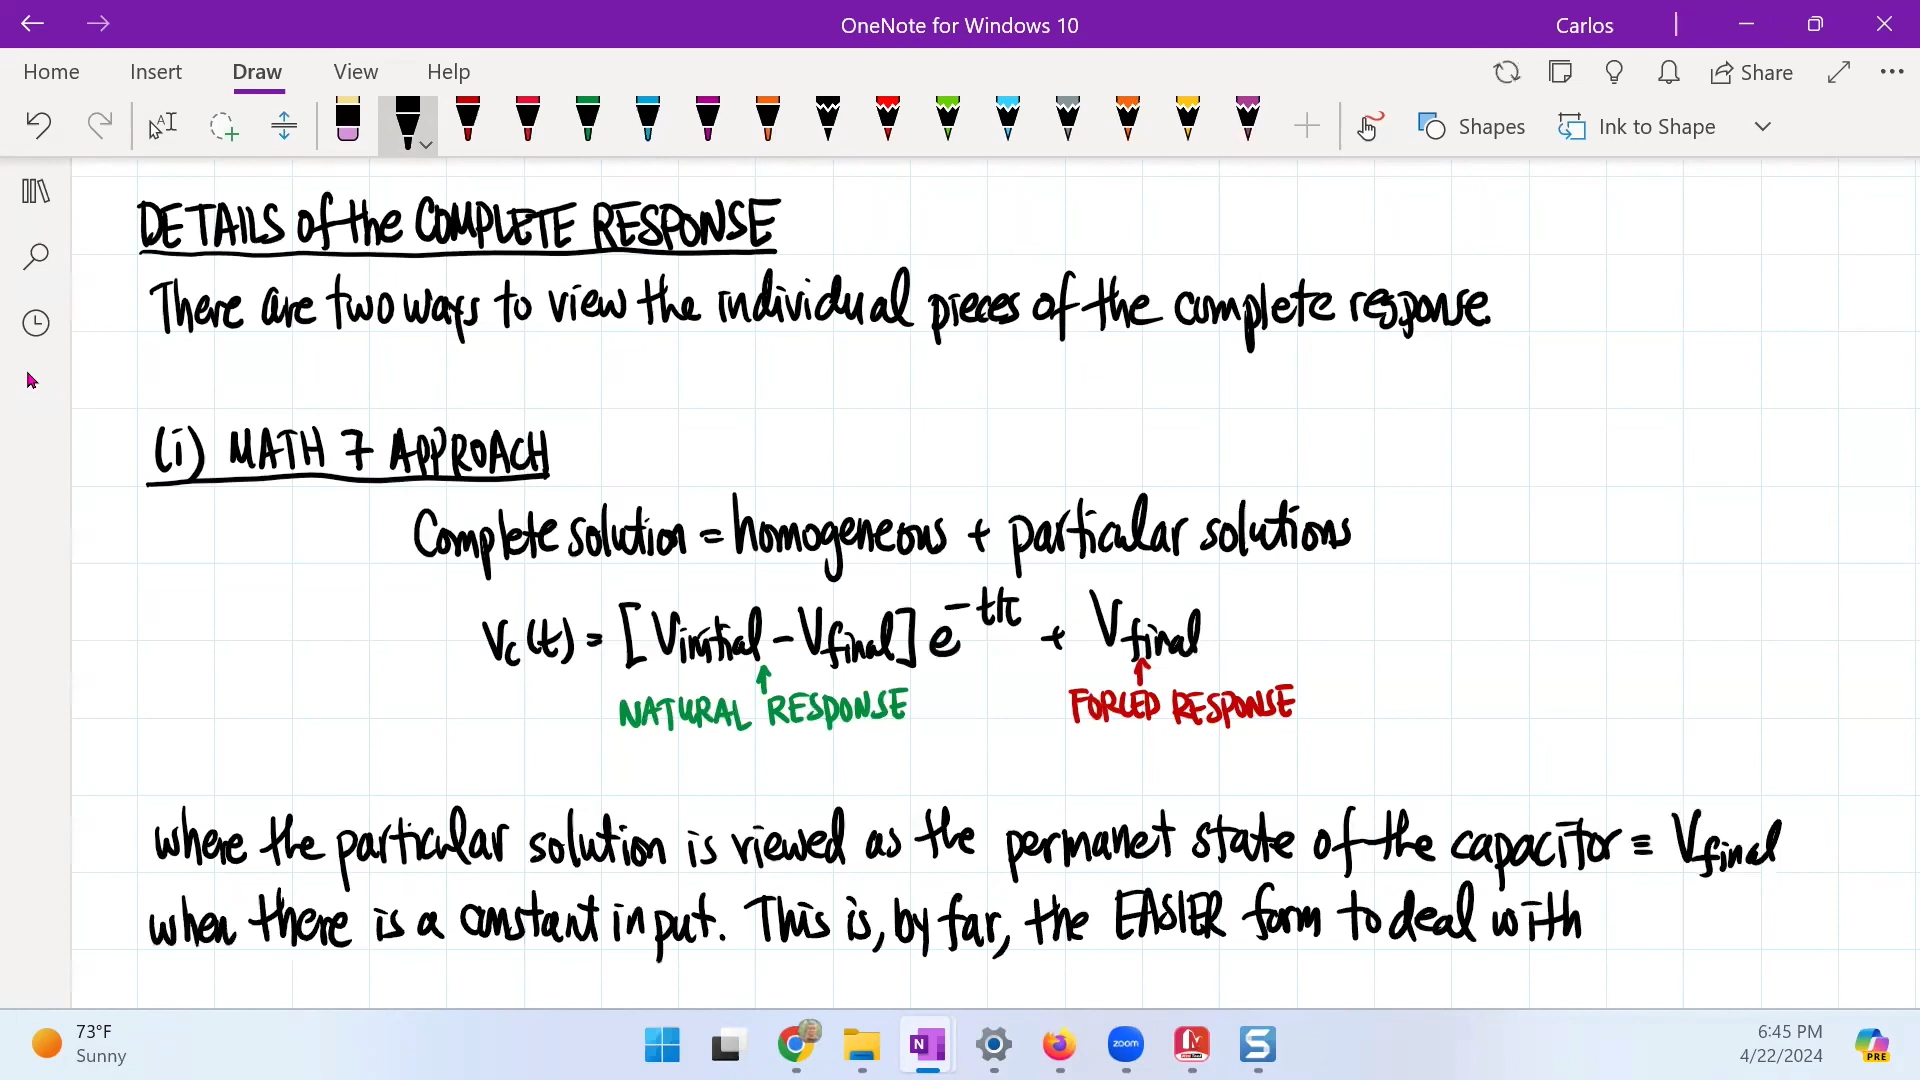 OneNote for Windows 10
Carlos
Home Insert Draw View Help
Share
Shapes Ink to Shape
DETAILS of the COMPLETE RESPONSE
There are two ways to view the individual pieces of the complete response.
(i) MATH 7 APPROACH
Complete solution = homogeneous + particular solutions
Vc(t) = [Vinitial - Vfinal] e^-t/τ + Vfinal
NATURAL RESPONSE FORCED RESPONSE
where the particular solution is viewed as the permanet state of the capacitor ≡ Vfinal
when there is a constant input. This is, by far, the EASIER form to deal with
73°F
Sunny
zoom
6:45 PM
4/22/2024
PRE